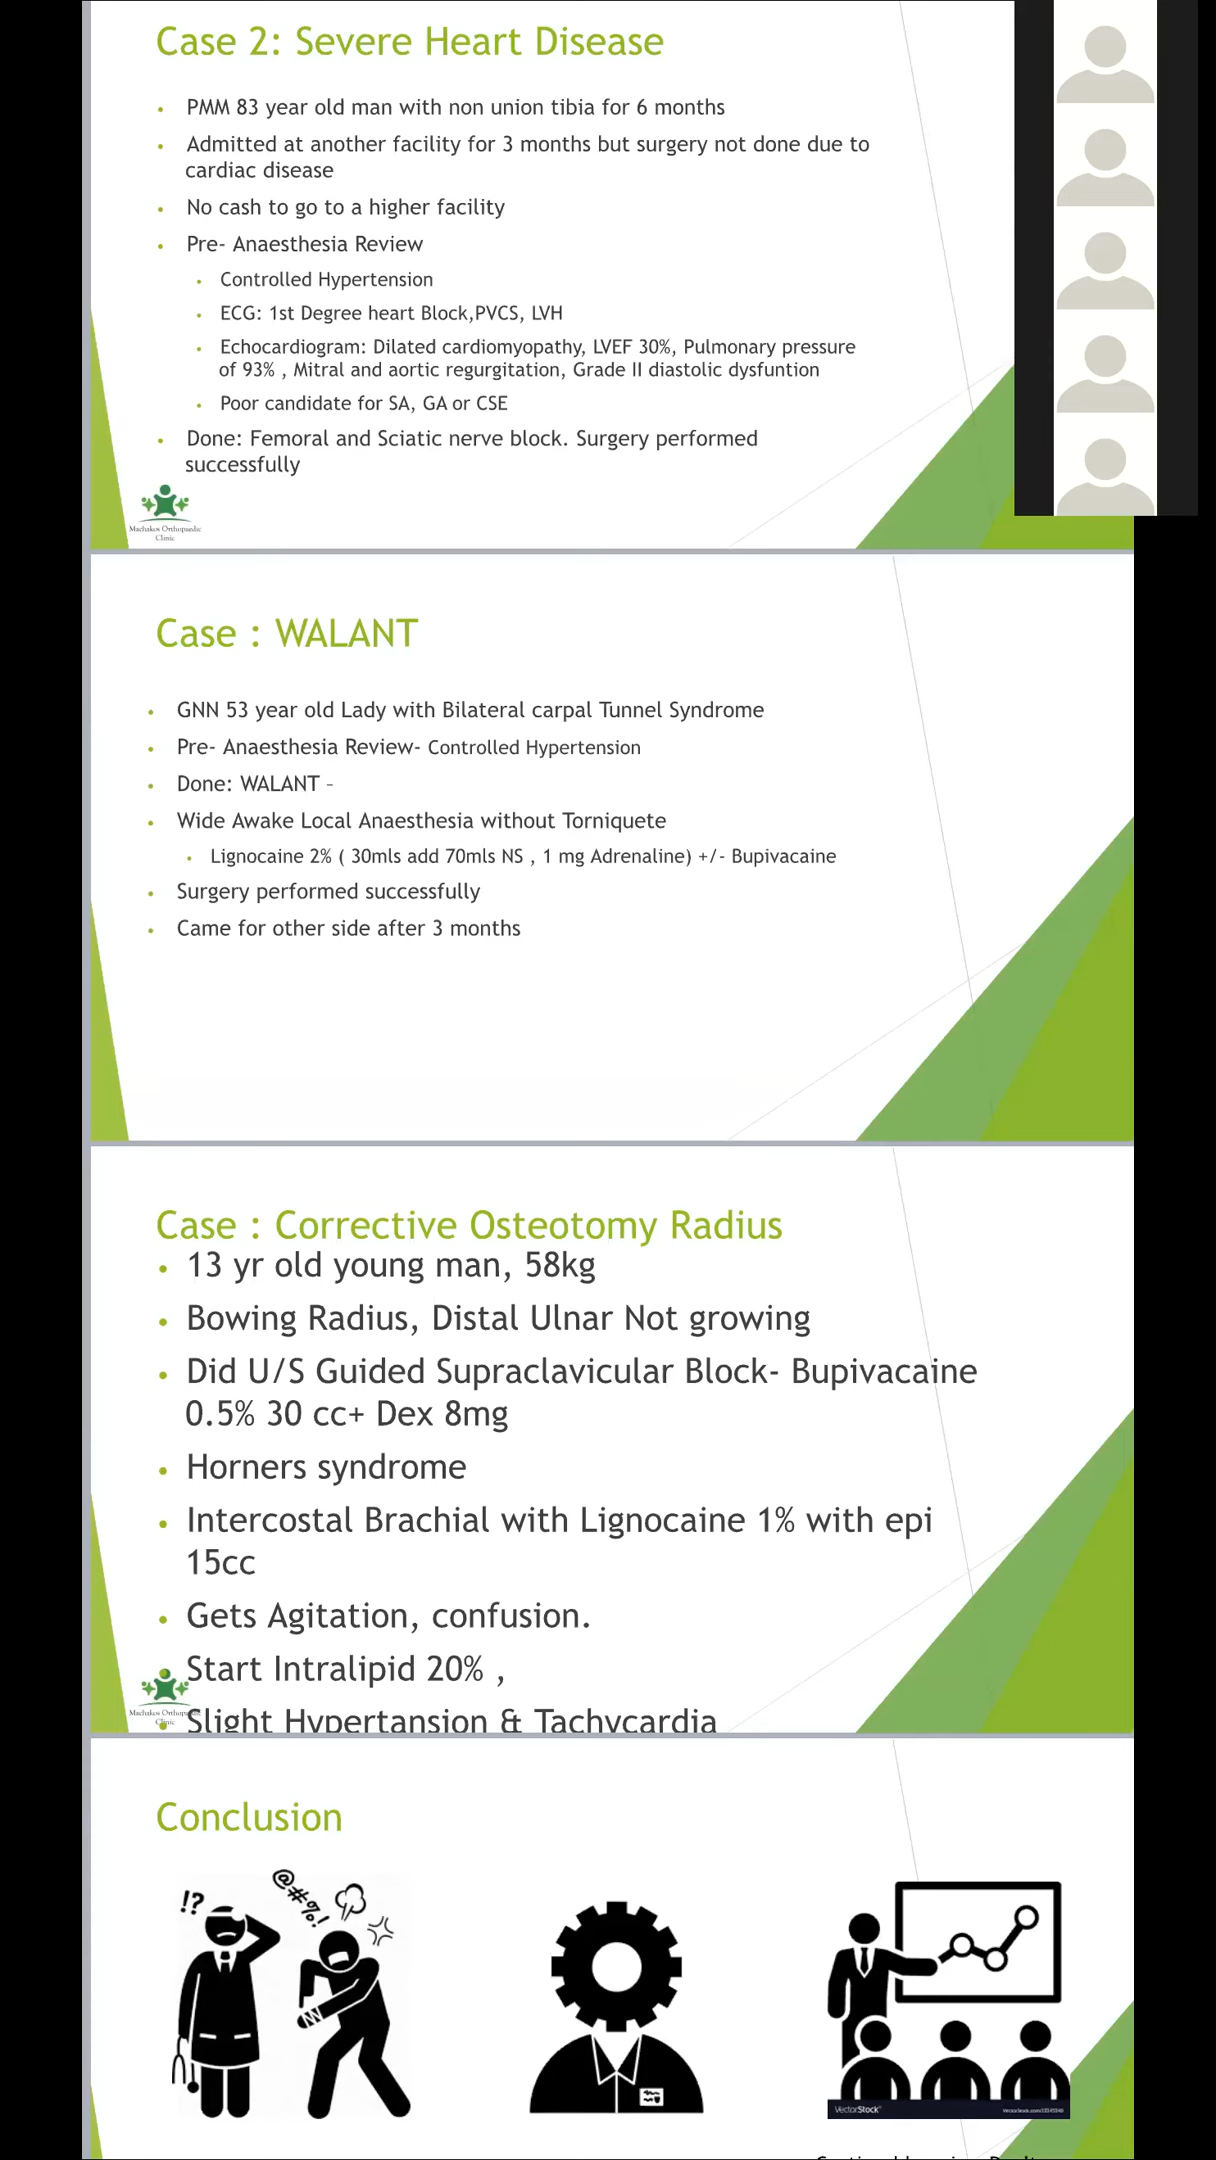 Case 2: Severe Heart Disease
PMM 83 year old man with non union tibia for 6 months
Admitted at another facility for 3 months but surgery not done due to
cardiac disease
No cash to go to a higher facility
Pre- Anaesthesia Review
Controlled Hypertension
ECG: 1st Degree heart Block,PVCS, LVH
Echocardiogram: Dilated cardiomyopathy, LVEF 30%, Pulmonary pressure
of 93% , Mitral and aortic regurgitation, Grade II diastolic dysfuntion
Poor candidate for SA, GA or CSE
Done: Femoral and Sciatic nerve block. Surgery performed
successfully
Machakos Orthopaedic
Clinic
Case : WALANT
GNN 53 year old Lady with Bilateral carpal Tunnel Syndrome
Pre- Anaesthesia Review- Controlled Hypertension
Done: WALANT –
Wide Awake Local Anaesthesia without Torniquete
Lignocaine 2% ( 30mls add 70mls NS , 1 mg Adrenaline) +/- Bupivacaine
Surgery performed successfully
Came for other side after 3 months
Case : Corrective Osteotomy Radius
13 yr old young man, 58kg
Bowing Radius, Distal Ulnar Not growing
Did U/S Guided Supraclavicular Block- Bupivacaine
0.5% 30 cc+ Dex 8mg
Horners syndrome
Intercostal Brachial with Lignocaine 1% with epi
15cc
Gets Agitation, confusion.
Start Intralipid 20% ,
Slight Hypertansion & Tachycardia
Machakos
Clinic
Conclusion
!?
@#%!
VectorStock